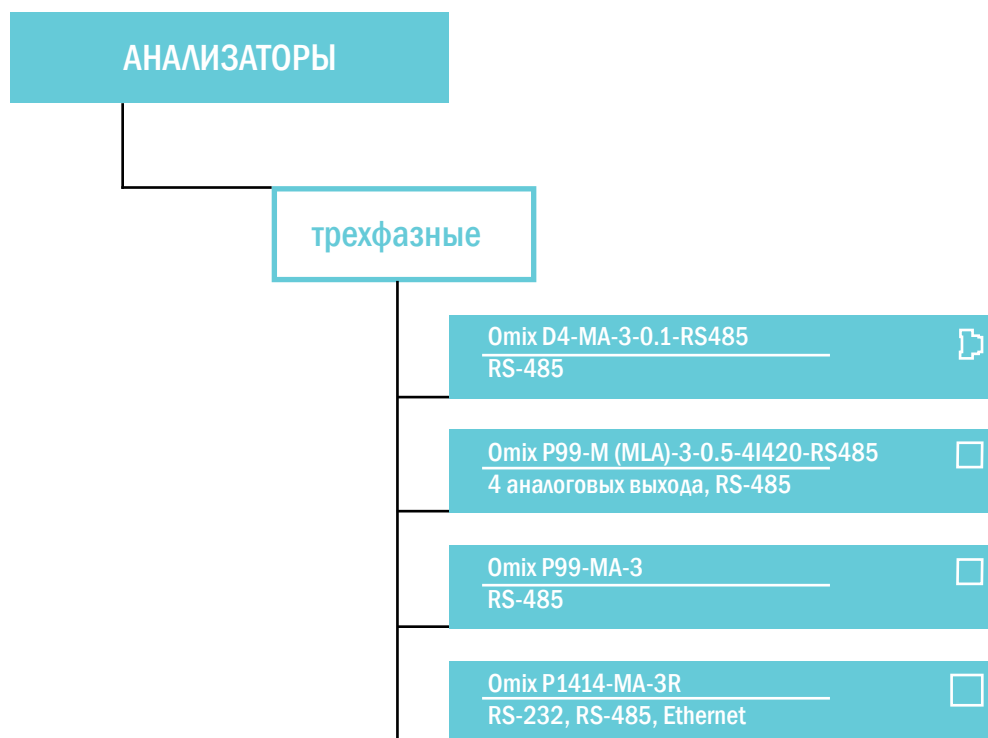 АНАЛИЗАТОРЫ
трехфазные
Omix D4-MA-3-0.1-RS485
RS-485
Omix P99-M (MLA)-3-0.5-4I420-RS485
4 аналоговых выхода, RS-485
Omix P99-MA-3
RS-485
Omix P1414-MA-3R
RS-232, RS-485, Ethernet